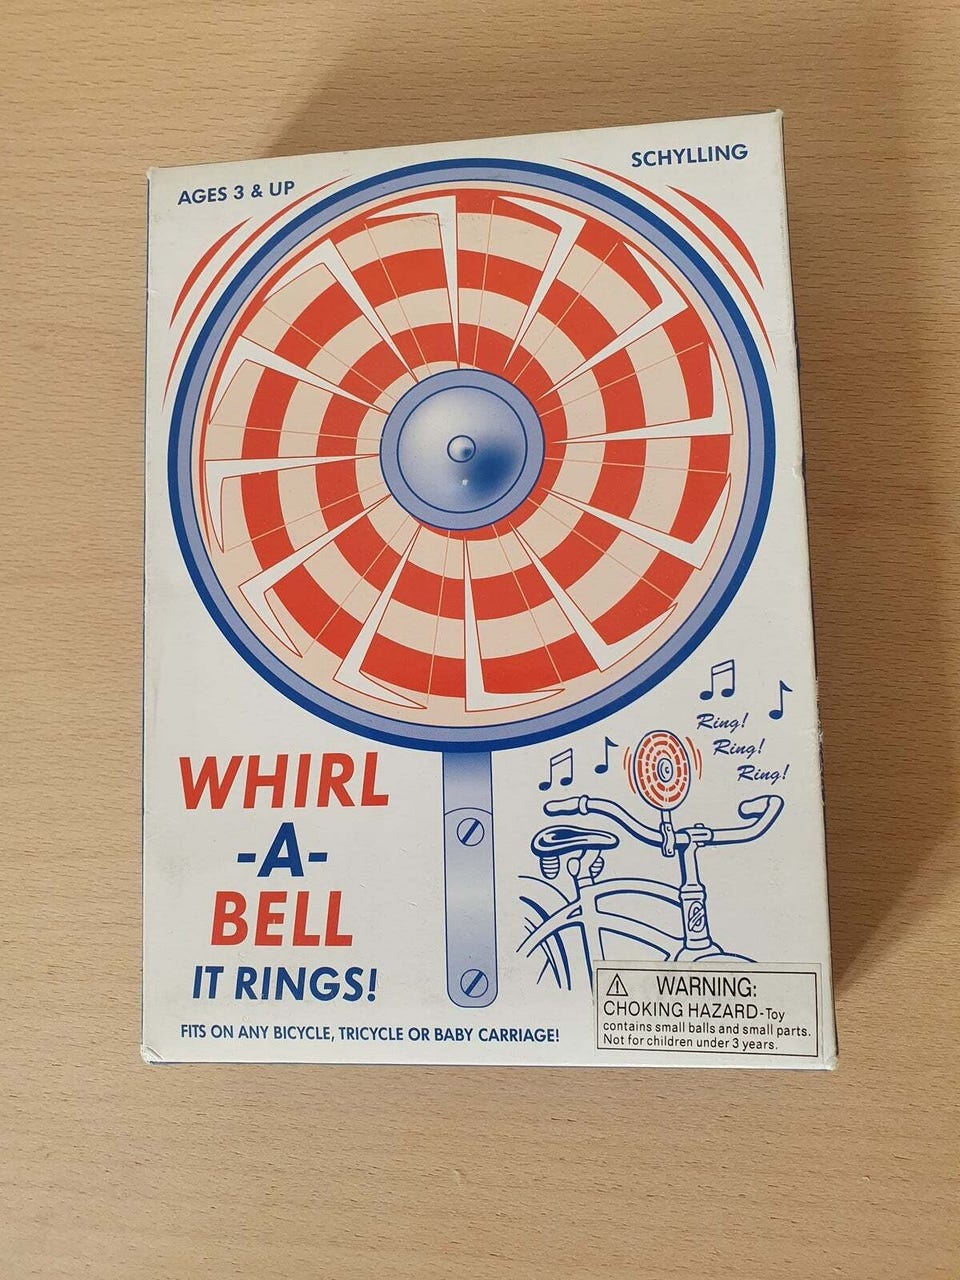 AGES 3 & UP
SCHYLLING
Ring!
Ring!
Ring!
WHIRL
-A-
BELL
IT RINGS!
FITS ON ANY BICYCLE, TRICYCLE OR BABY CARRIAGE!
WARNING:
CHOKING HAZARD-Toy
contains small balls and small parts.
Not for children under 3 years.